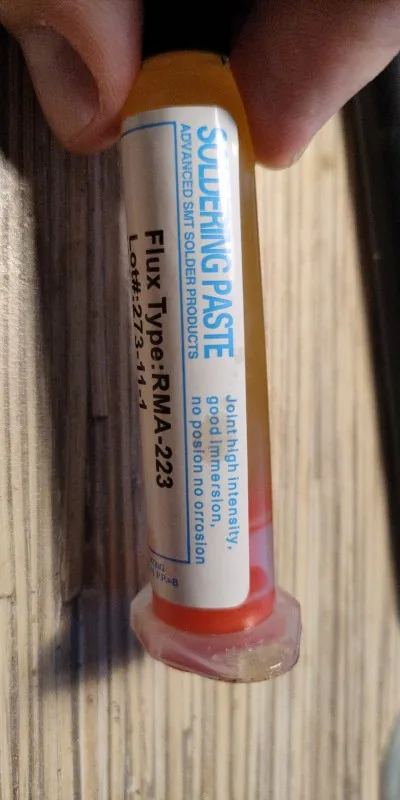 SOLDERING PASTE
ADVANCED SMT SOLDER PRODUCTS
Joint high intensity,
good immersion,
no posion no orrosion
Flux Type:RMA-223
Lot#:273-11-1